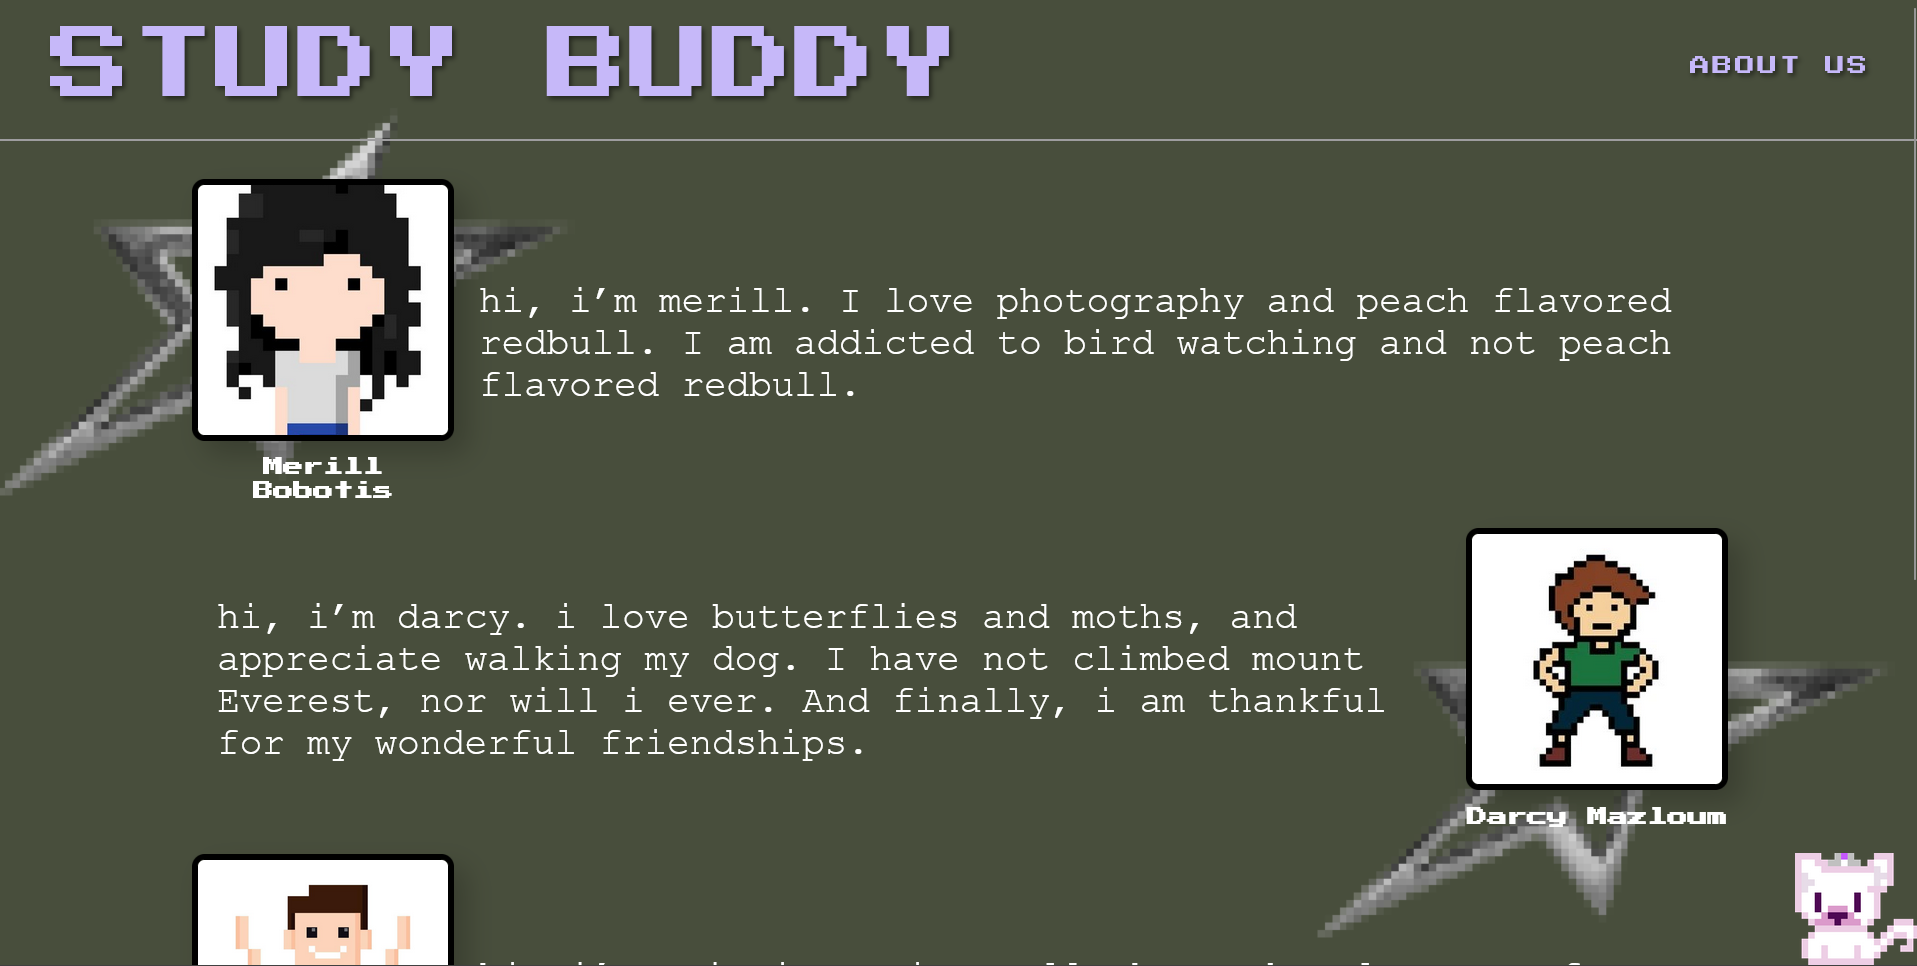 STUDY BUDDY
ABOUT US
hi, i’m merill. I love photography and peach flavored
redbull. I am addicted to bird watching and not peach
flavored redbull.
Merill
Bobotis
hi, i’m darcy. i love butterflies and moths, and
appreciate walking my dog. I have not climbed mount
Everest, nor will i ever. And finally, i am thankful
for my wonderful friendships.
Darcy Mazloum